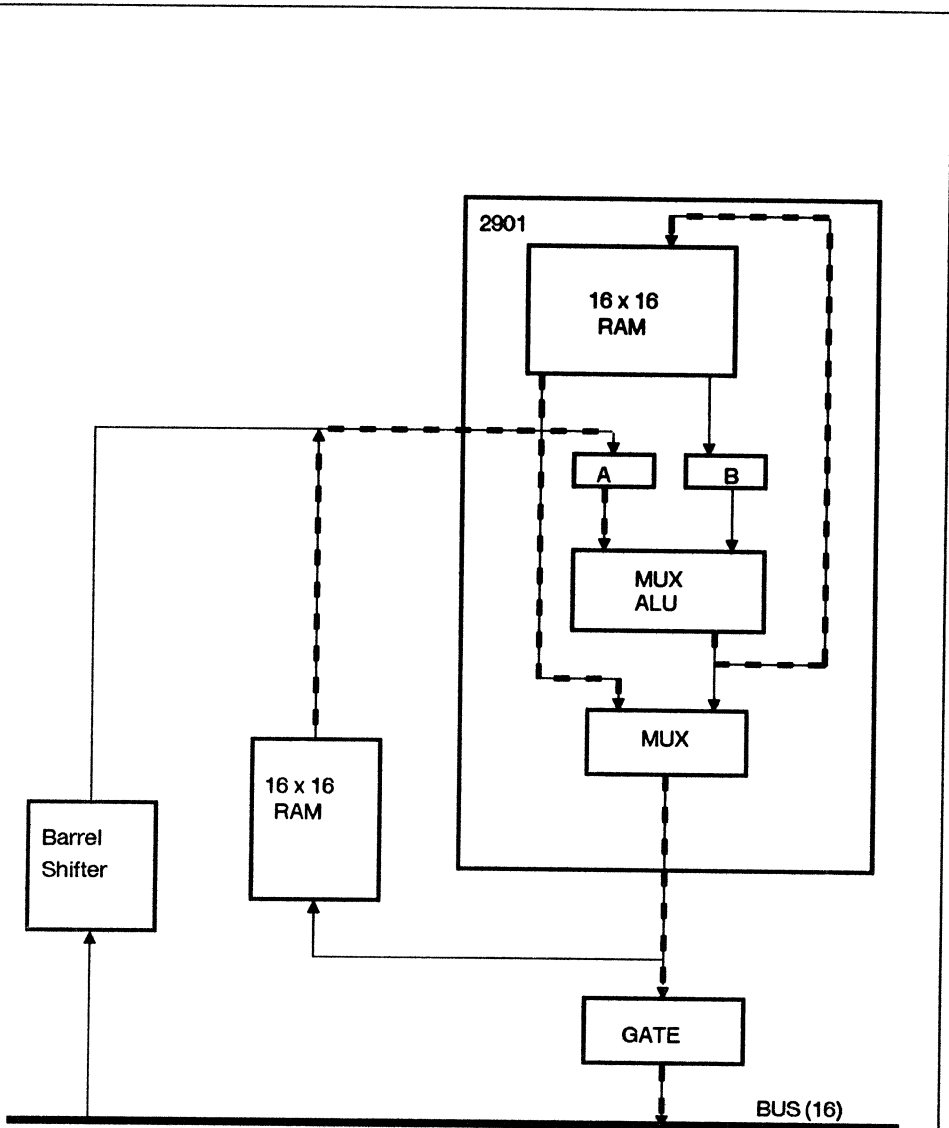 2901
16 x 16
RAM
A
B
MUX
ALU
MUX
16 x 16
RAM
Barrel
Shifter
GATE
BUS (16)